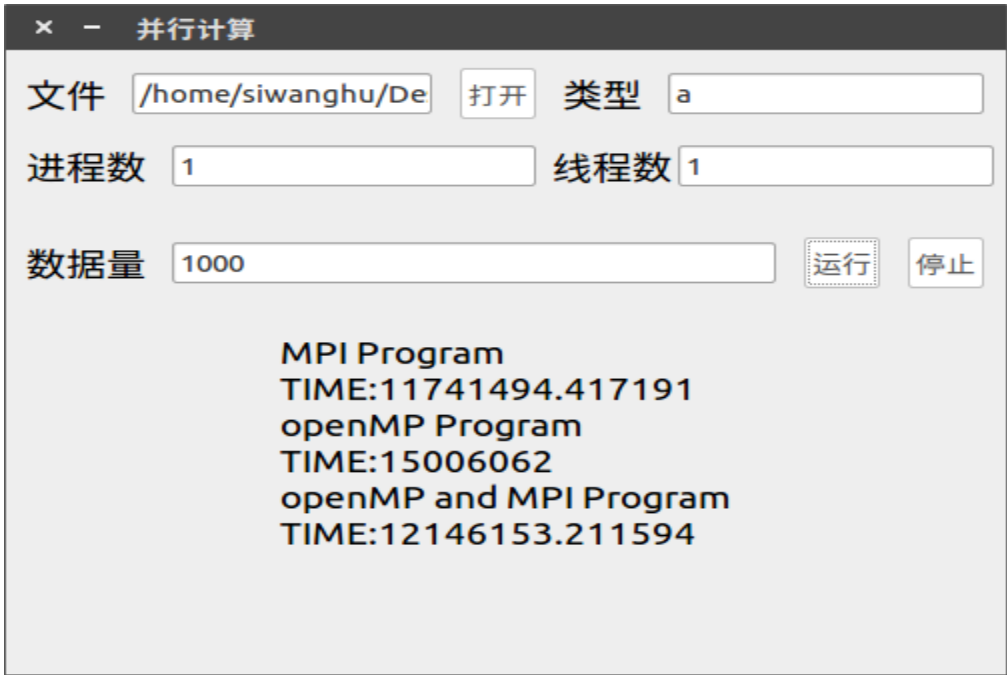 并行计算
文件 /home/siwanghu/De 打开 类型 a
进程数 1 线程数 1
数据量 1000 运行 停止
MPI Program
TIME:11741494.417191
openMP Program
TIME:15006062
openMP and MPI Program
TIME:12146153.211594